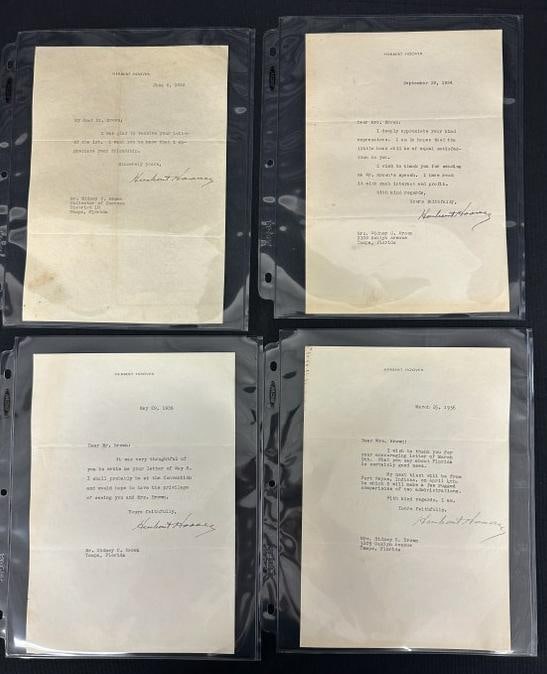 HERBERT HOOVER
My dear Mr. Brown:
I was glad to receive your letter
of the 1st. I want you to know that I ap-
preciate your friendship.
Sincerely yours,
Herbert Hoover
Mr. Sidney C. Brown
Collector of Customs
District 18
Tampa, Florida
HERBERT HOOVER
September 28, 1934
Dear Mrs. Brown:
I deeply appreciate your kind
expressions. I am in hopes that the
little book will be of equal satisfac-
tion to you.
I wish to thank you for sending
me Mr. Brown's speech. I have read
it with much interest and profit.
With kind regards,
Yours faithfully,
Herbert Hoover
Mrs. Sidney C. Brown
Oaklyn Avenue
Tampa, Florida
HERBERT HOOVER
May 29, 1936
Dear Mr. Brown:
It was very thoughtful of
you to write me your letter of May 8.
I shall probably be at the Convention
and would hope to have the privilege
of seeing you and Mrs. Brown.
Yours faithfully,
Herbert Hoover
Mr. Sidney C. Brown
Tampa, Florida
HERBERT HOOVER
March 25, 1936
Dear Mrs. Brown:
I wish to thank you for
your encouraging letter of March
9th. What you say about Florida
is certainly good news.
My next blast will be from
Fort Wayne, Indiana, on April 4th
in which I will make a few rugged
comparisons of two administrations.
With kind regards, I am,
Yours faithfully,
Herbert Hoover
Mrs. Sidney C. Brown
Oaklyn Avenue
Tampa, Florida